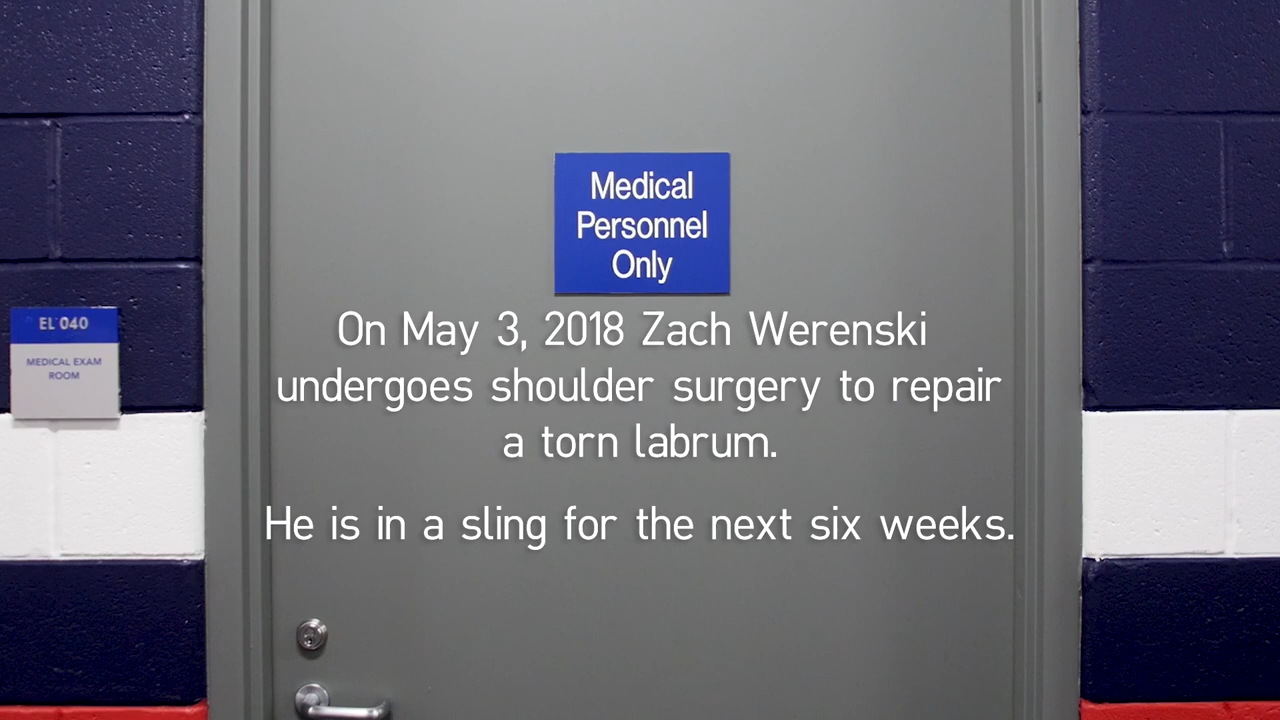 Medical
Personnel
Only
EL 040
MEDICAL EXAM
ROOM
On May 3, 2018 Zach Werenski
undergoes shoulder surgery to repair
a torn labrum.
He is in a sling for the next six weeks.